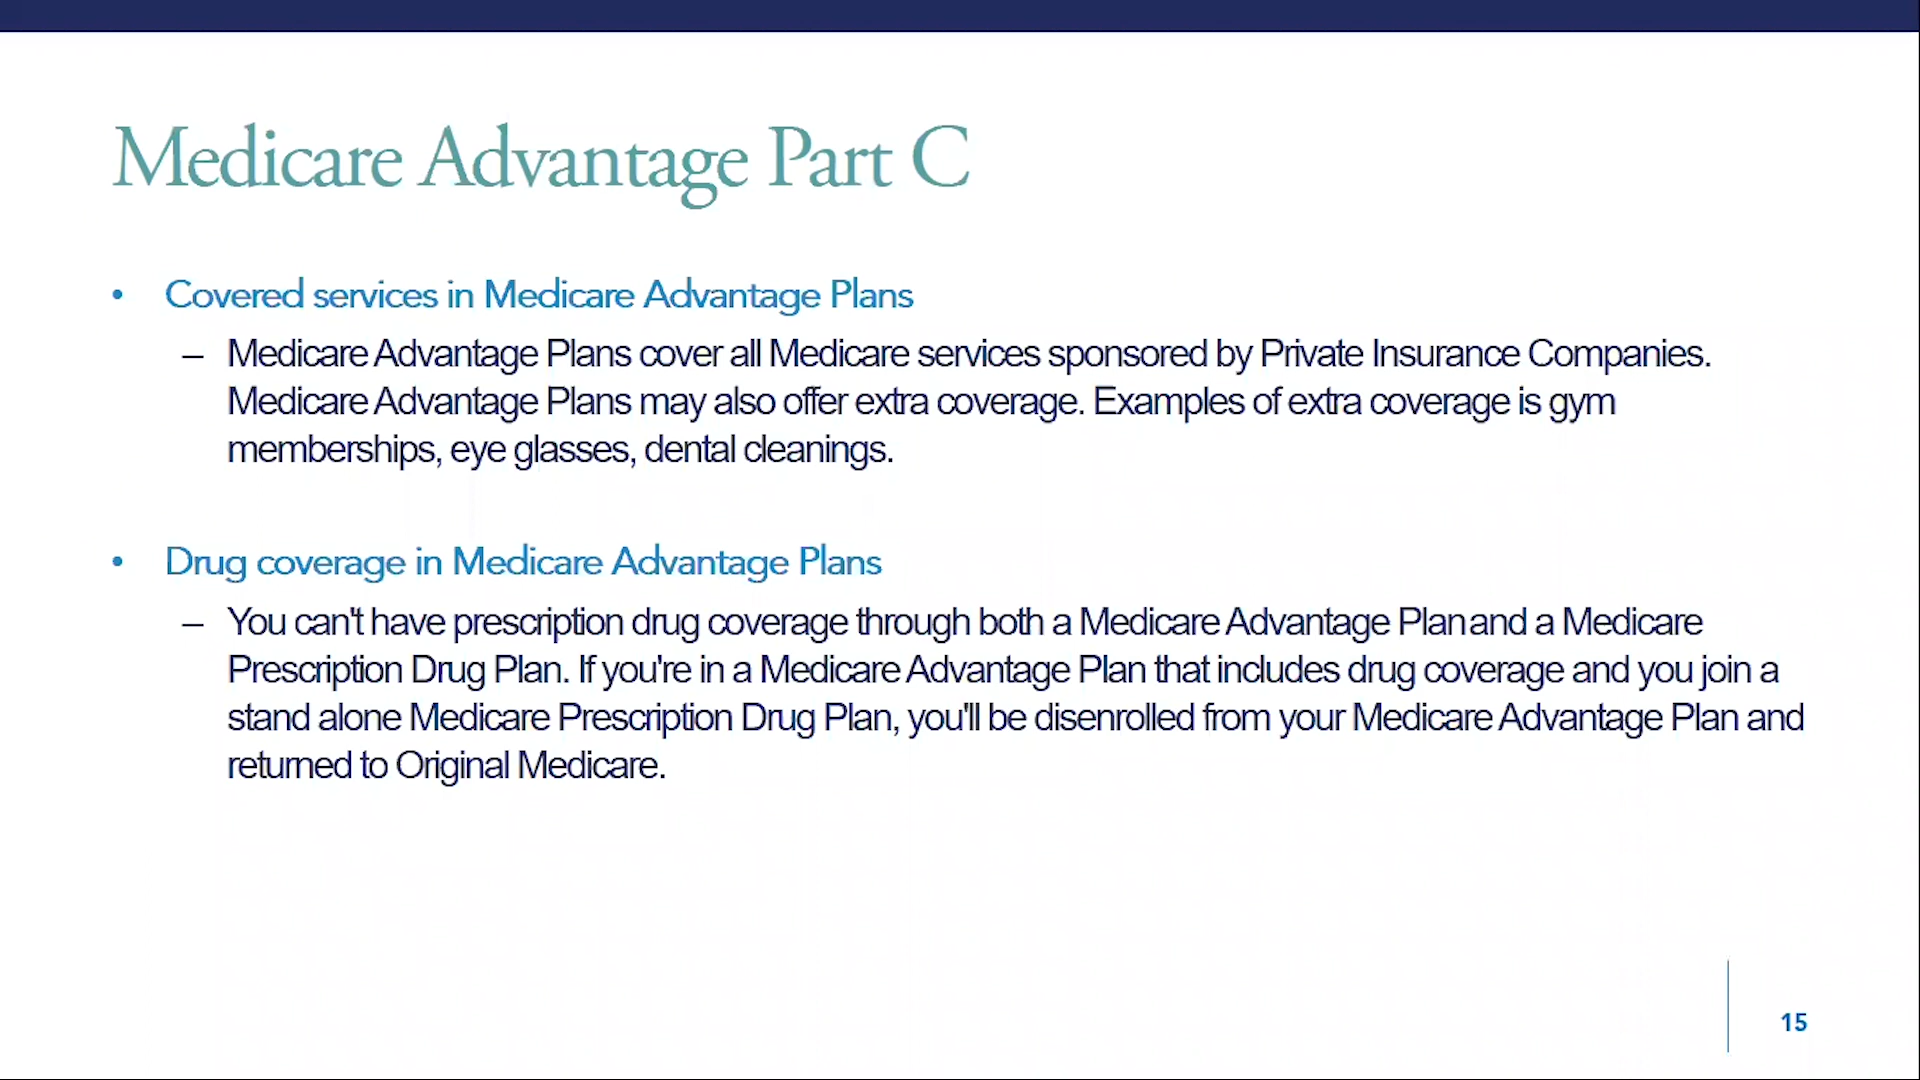 Medicare Advantage Part C
• Covered services in Medicare Advantage Plans
– Medicare Advantage Plans cover all Medicare services sponsored by Private Insurance Companies.
Medicare Advantage Plans may also offer extra coverage. Examples of extra coverage is gym
memberships, eye glasses, dental cleanings.
• Drug coverage in Medicare Advantage Plans
– You can't have prescription drug coverage through both a Medicare Advantage Plan and a Medicare
Prescription Drug Plan. If you're in a Medicare Advantage Plan that includes drug coverage and you join a
stand alone Medicare Prescription Drug Plan, you'll be disenrolled from your Medicare Advantage Plan and
returned to Original Medicare.
15